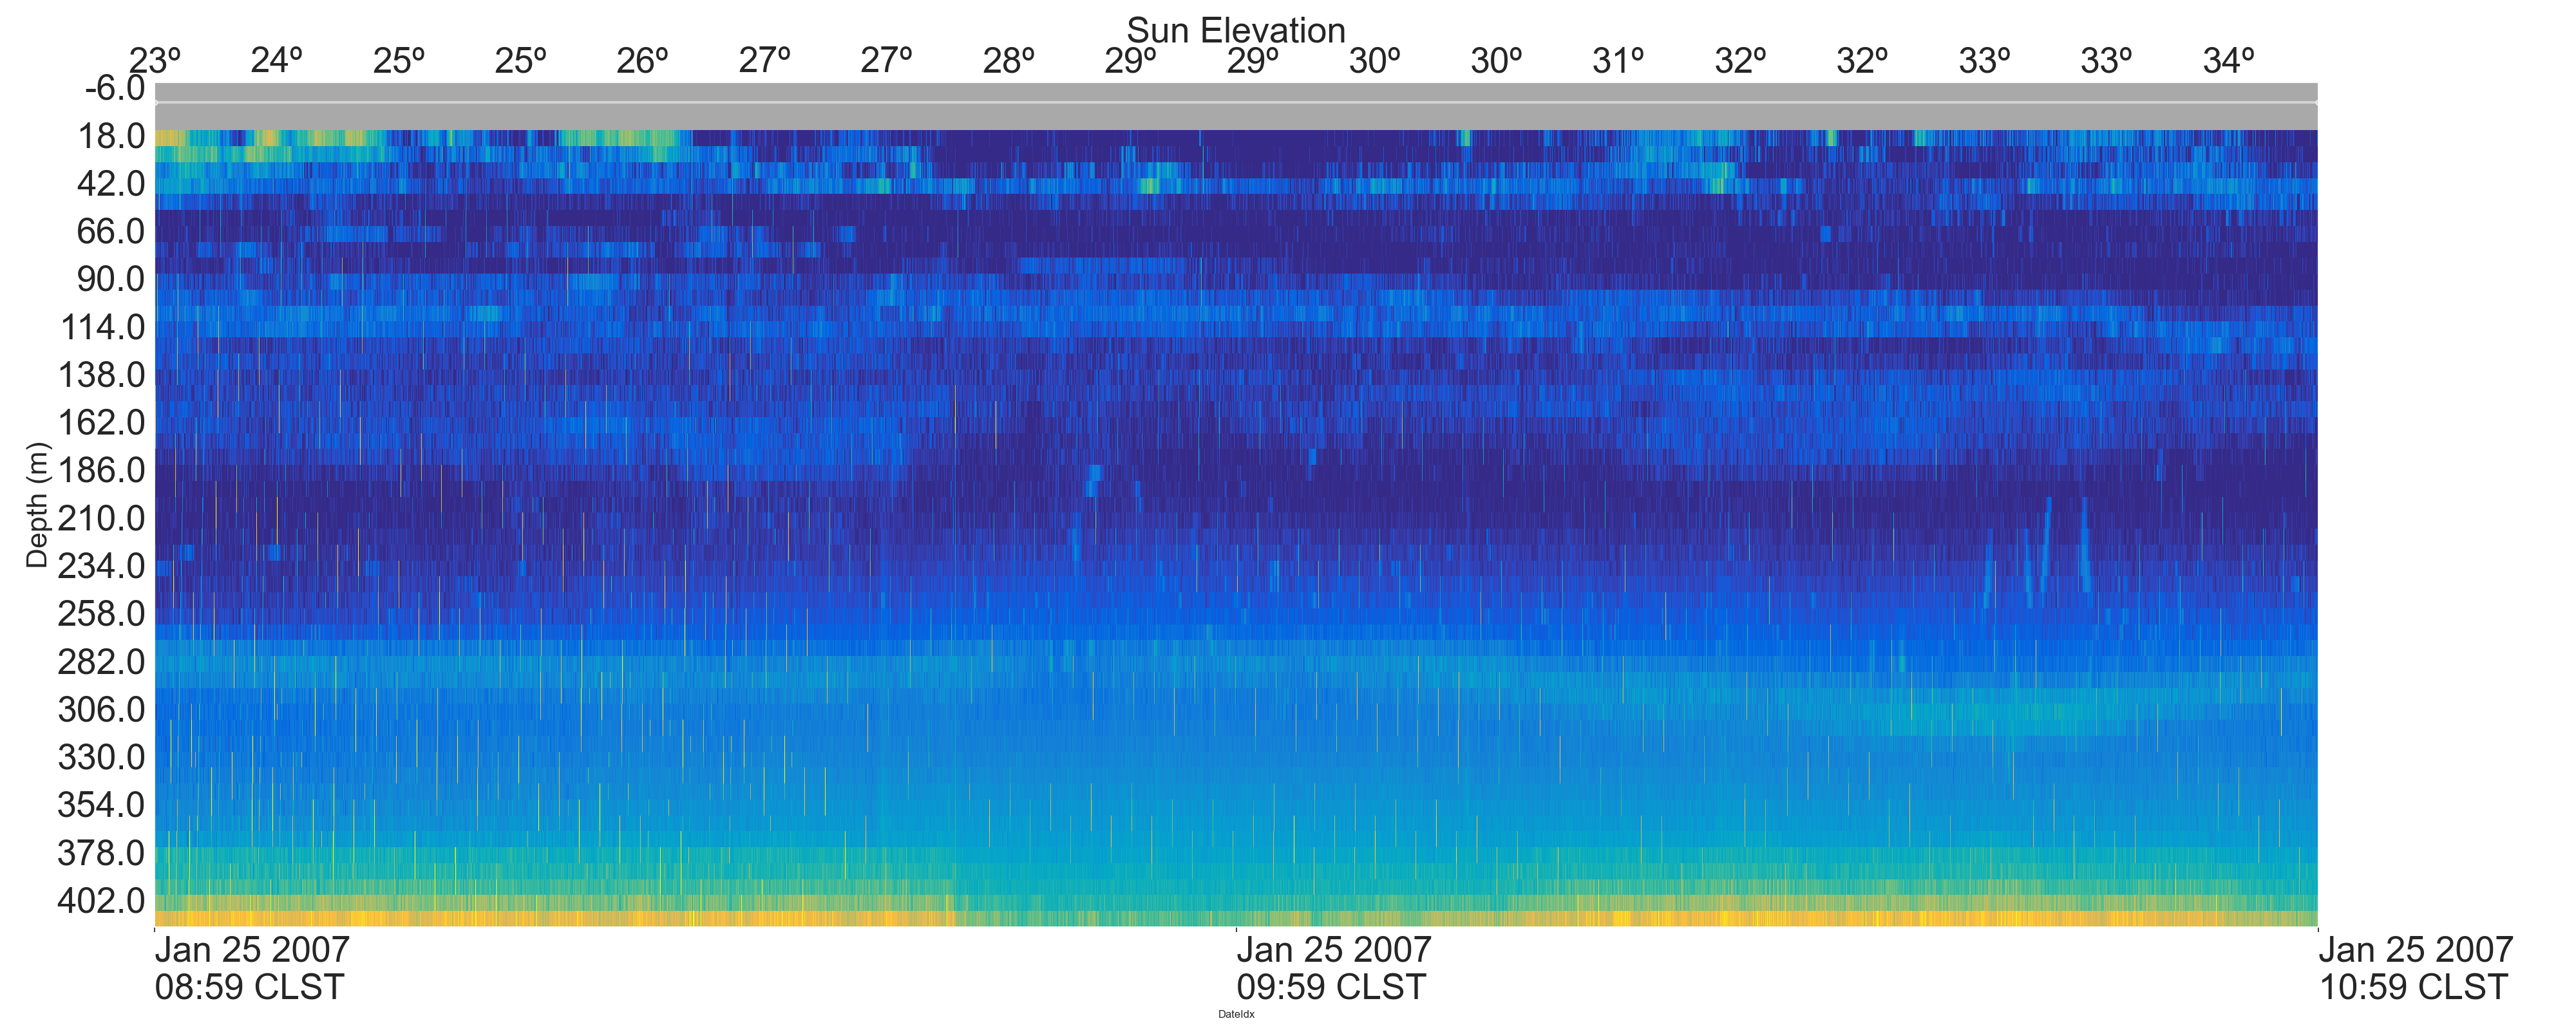 Sun Elevation
23º 24º 25º 25º 26º 27º 27º 28º 29º 29º 30º 30º 31º 32º 32º 33º 33º 34º
-6.0
18.0
42.0
66.0
90.0
114.0
138.0
162.0
186.0
210.0
234.0
258.0
282.0
306.0
330.0
354.0
378.0
402.0
Depth (m)
Jan 25 2007
08:59 CLST
Jan 25 2007
09:59 CLST
Jan 25 2007
10:59 CLST
DateIdx